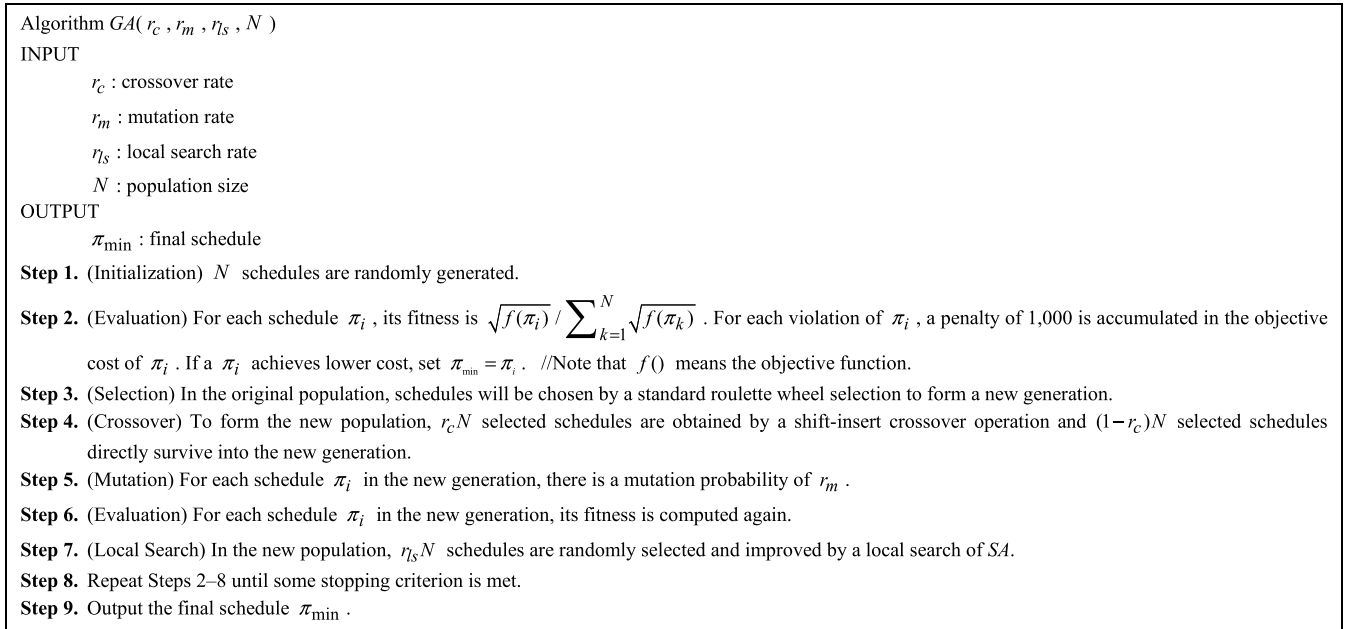 Algorithm GA( r_c , r_m , r_ls , N )
INPUT
r_c : crossover rate
r_m : mutation rate
r_ls : local search rate
N : population size
OUTPUT
π_min : final schedule
Step 1. (Initialization) N schedules are randomly generated.
Step 2. (Evaluation) For each schedule π_i , its fitness is √f(π_i) / ∑_{k=1}^{N} √f(π_k) . For each violation of π_i , a penalty of 1,000 is accumulated in the objective
cost of π_i . If a π_i achieves lower cost, set π_min = π_i . //Note that f() means the objective function.
Step 3. (Selection) In the original population, schedules will be chosen by a standard roulette wheel selection to form a new generation.
Step 4. (Crossover) To form the new population, r_c N selected schedules are obtained by a shift-insert crossover operation and (1−r_c)N selected schedules
directly survive into the new generation.
Step 5. (Mutation) For each schedule π_i in the new generation, there is a mutation probability of r_m .
Step 6. (Evaluation) For each schedule π_i in the new generation, its fitness is computed again.
Step 7. (Local Search) In the new population, r_ls N schedules are randomly selected and improved by a local search of SA.
Step 8. Repeat Steps 2–8 until some stopping criterion is met.
Step 9. Output the final schedule π_min .